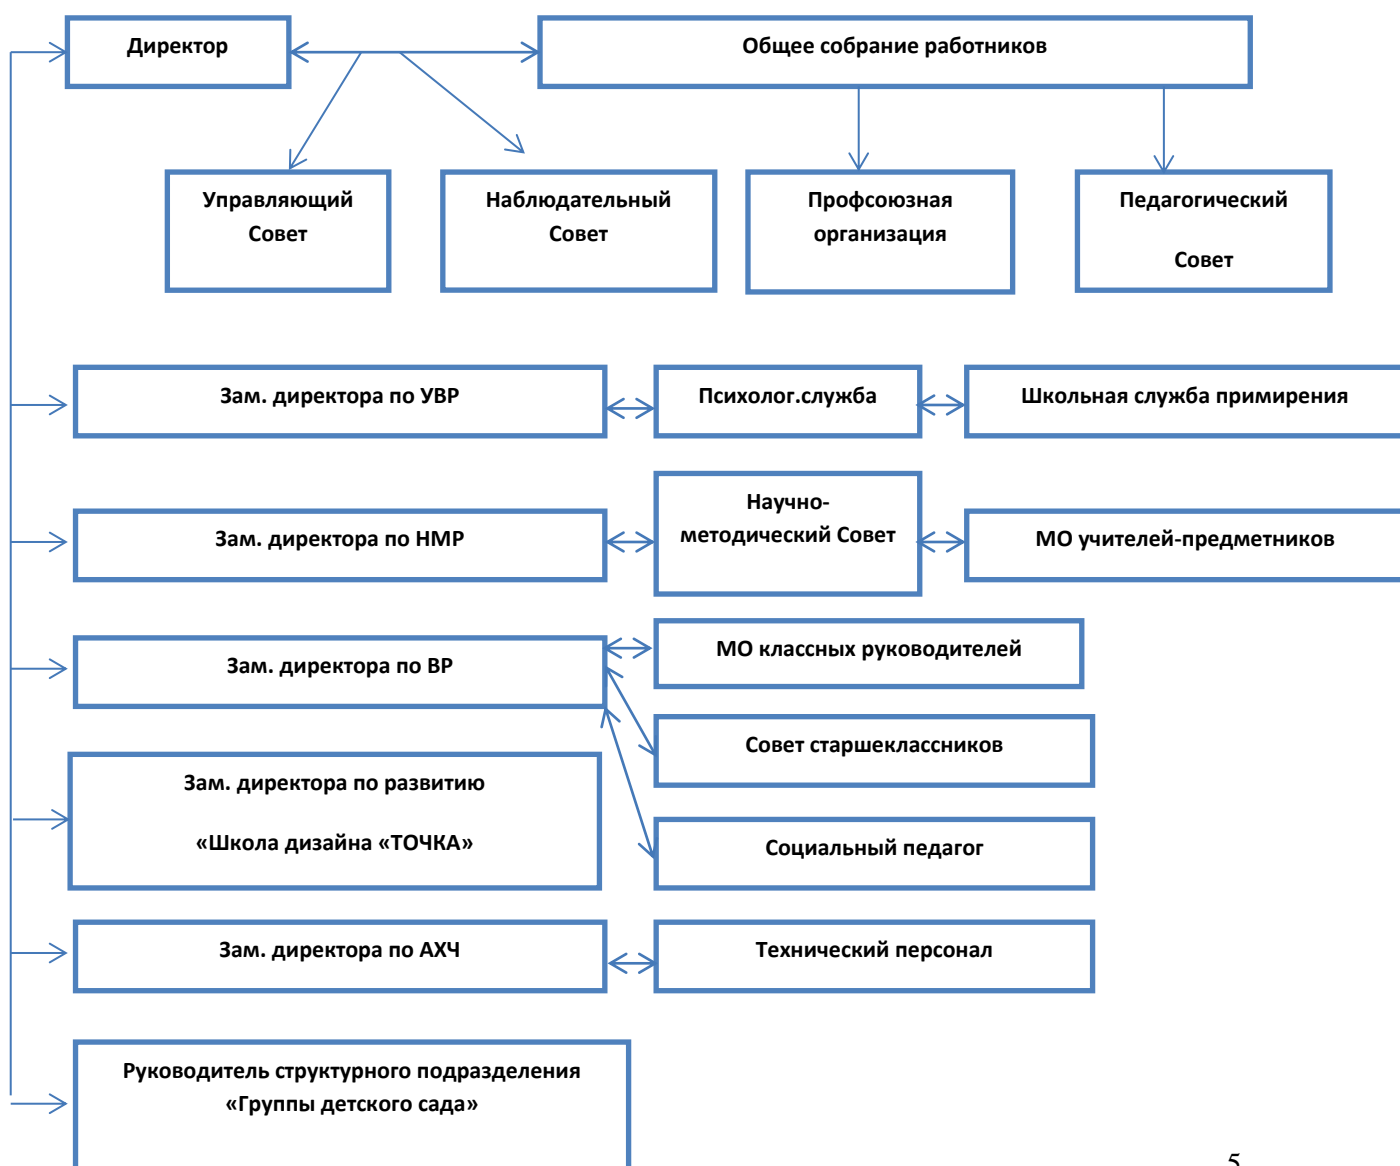 Директор
Общее собрание работников
Управляющий
Совет
Наблюдательный
Совет
Профсоюзная
организация
Педагогический
Совет
Зам. директора по УВР
Психолог.служба
Школьная служба примирения
Зам. директора по НМР
Научно-
методический Совет
МО учителей-предметников
Зам. директора по ВР
МО классных руководителей
Совет старшеклассников
Зам. директора по развитию
«Школа дизайна «ТОЧКА»
Социальный педагог
Зам. директора по АХЧ
Технический персонал
Руководитель структурного подразделения
«Группы детского сада»
5